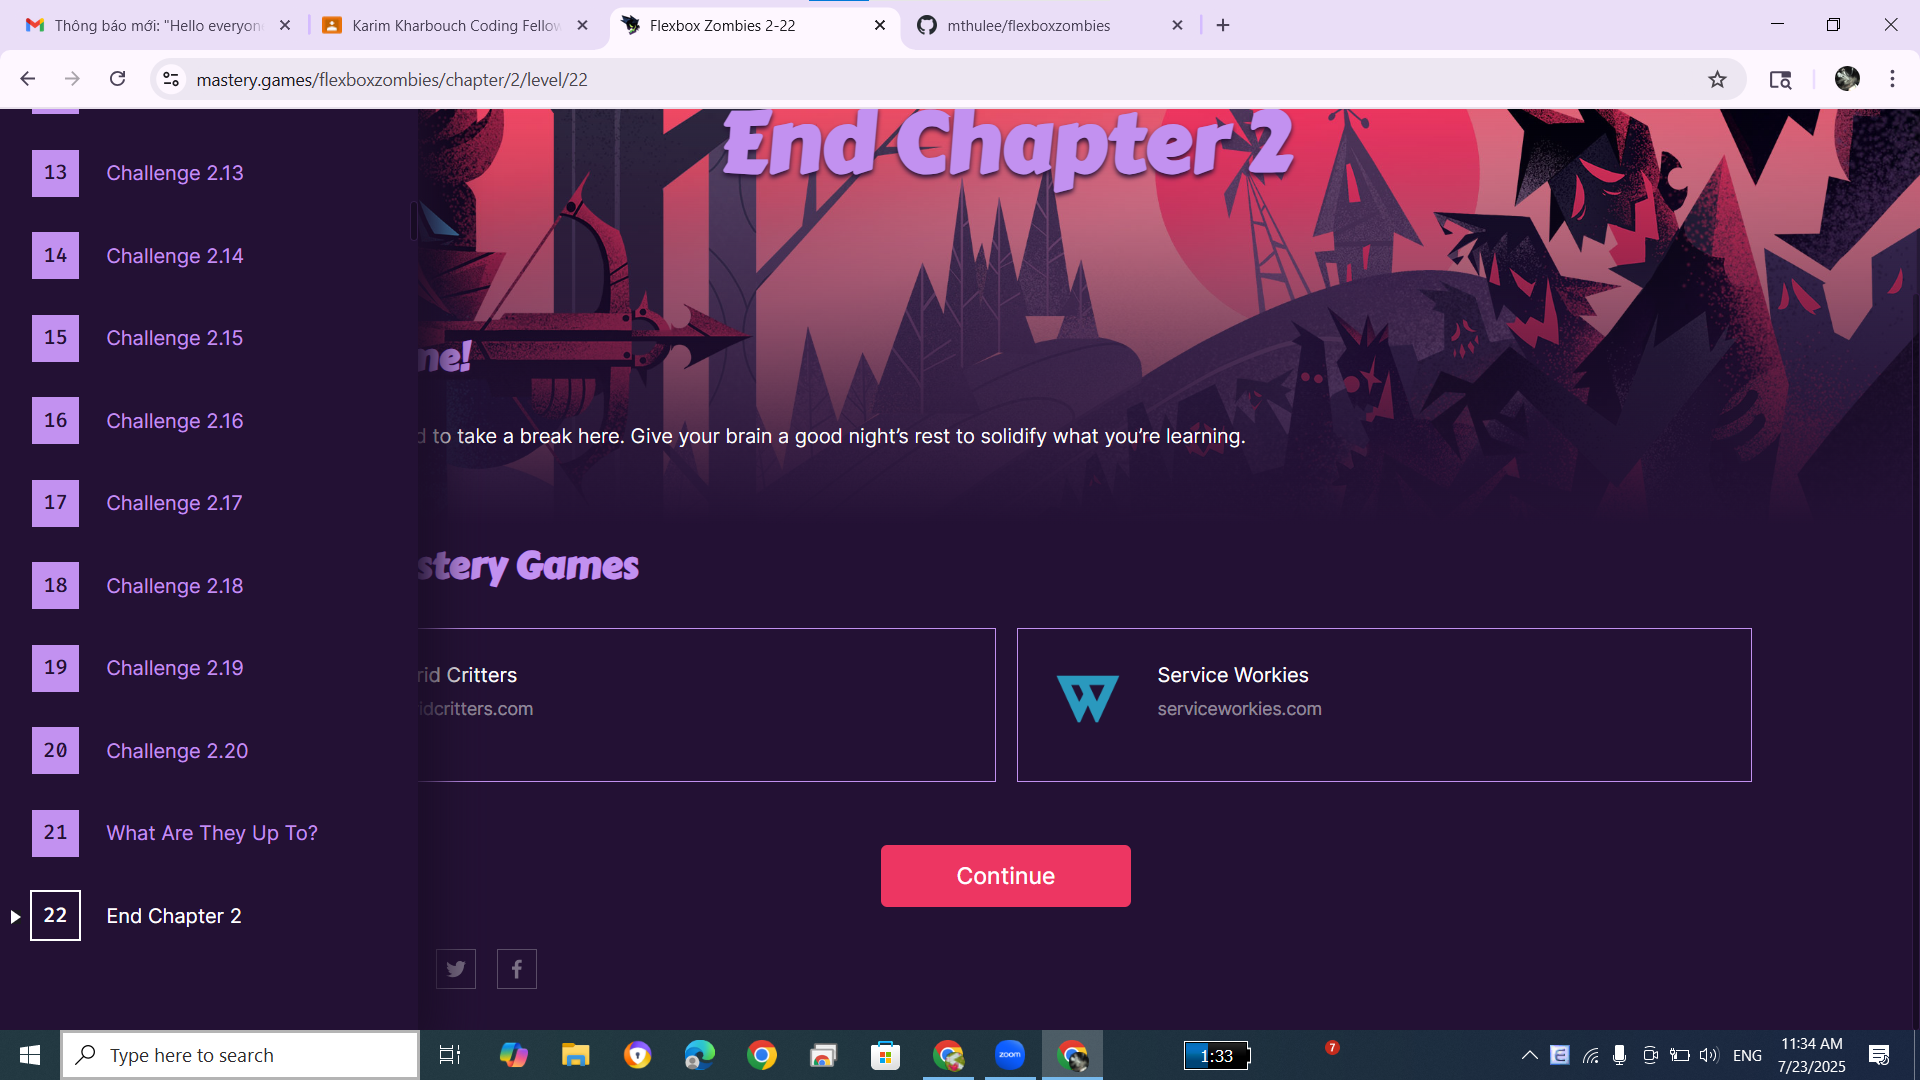 Thông báo mới: "Hello everyone
Karim Kharbouch Coding Fellow
Flexbox Zombies 2-22
mthulee/flexboxzombies
mastery.games/flexboxzombies/chapter/2/level/22
End Chapter 2
13 Challenge 2.13
14 Challenge 2.14
15 Challenge 2.15
16 Challenge 2.16
17 Challenge 2.17
18 Challenge 2.18
19 Challenge 2.19
20 Challenge 2.20
21 What Are They Up To?
22 End Chapter 2
ne!
d to take a break here. Give your brain a good night's rest to solidify what you're learning.
stery Games
rid Critters
idcritters.com
Service Workies
serviceworkies.com
Continue
Type here to search
zoom
1:33
7
ENG
11:34 AM
7/23/2025